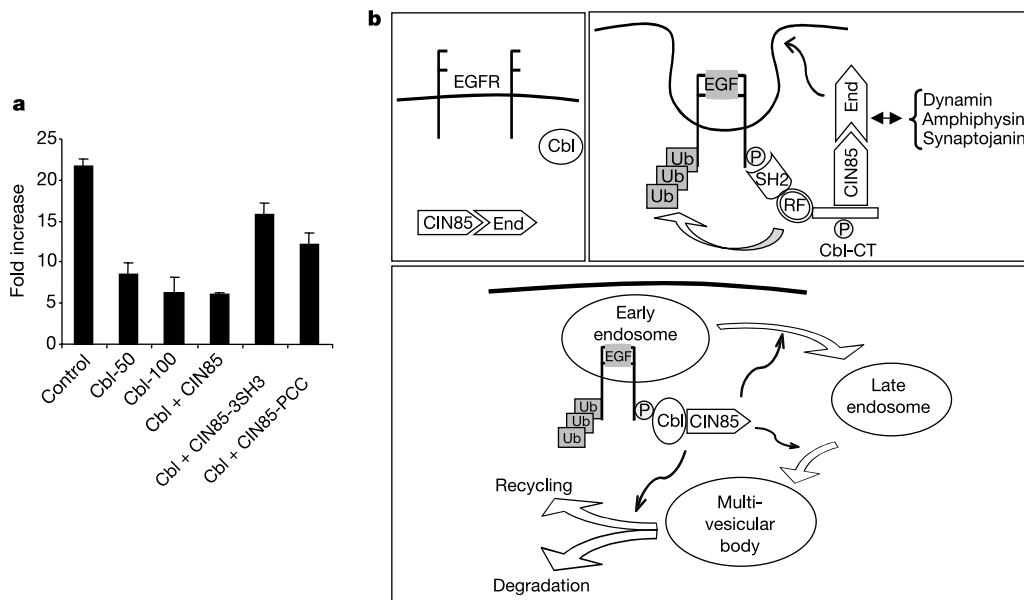 a
25
20
15
10
5
0
Fold increase
Control
Cbl-50
Cbl-100
Cbl + CIN85
Cbl + CIN85-3SH3
Cbl + CIN85-PCC
b
EGFR
Cbl
CIN85 End
EGF
Ub
Ub
Ub
P
SH2
RF
P
Cbl-CT
CIN85
End
Dynamin
Amphiphysin
Synaptojanin
Early
endosome
EGF
Ub
Ub
Ub
P
Cbl
CIN85
Late
endosome
Multi-
vesicular
body
Recycling
Degradation